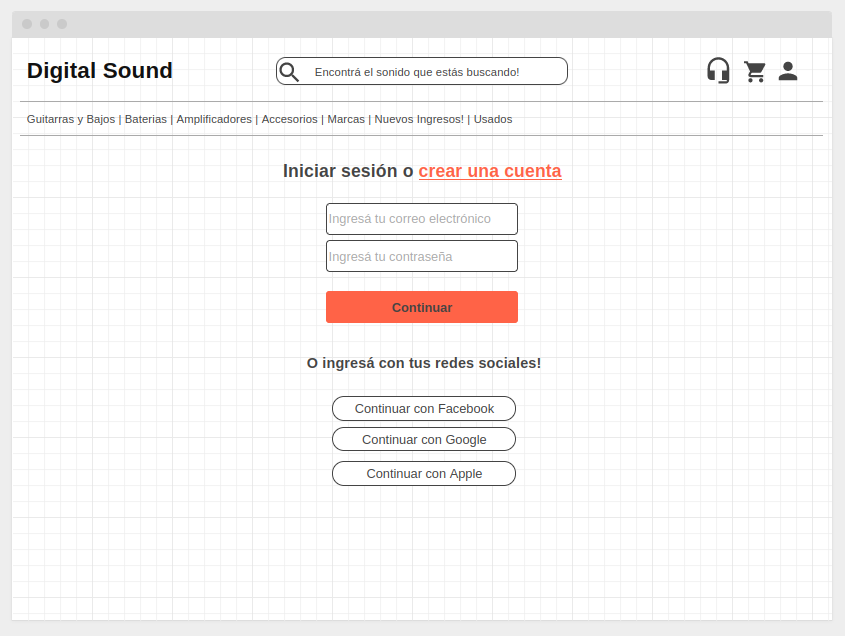 Digital Sound
Encontrá el sonido que estás buscando!
Guitarras y Bajos | Baterias | Amplificadores | Accesorios | Marcas | Nuevos Ingresos! | Usados
Iniciar sesión o crear una cuenta
Ingresá tu correo electrónico
Ingresá tu contraseña
Continuar
O ingresá con tus redes sociales!
Continuar con Facebook
Continuar con Google
Continuar con Apple